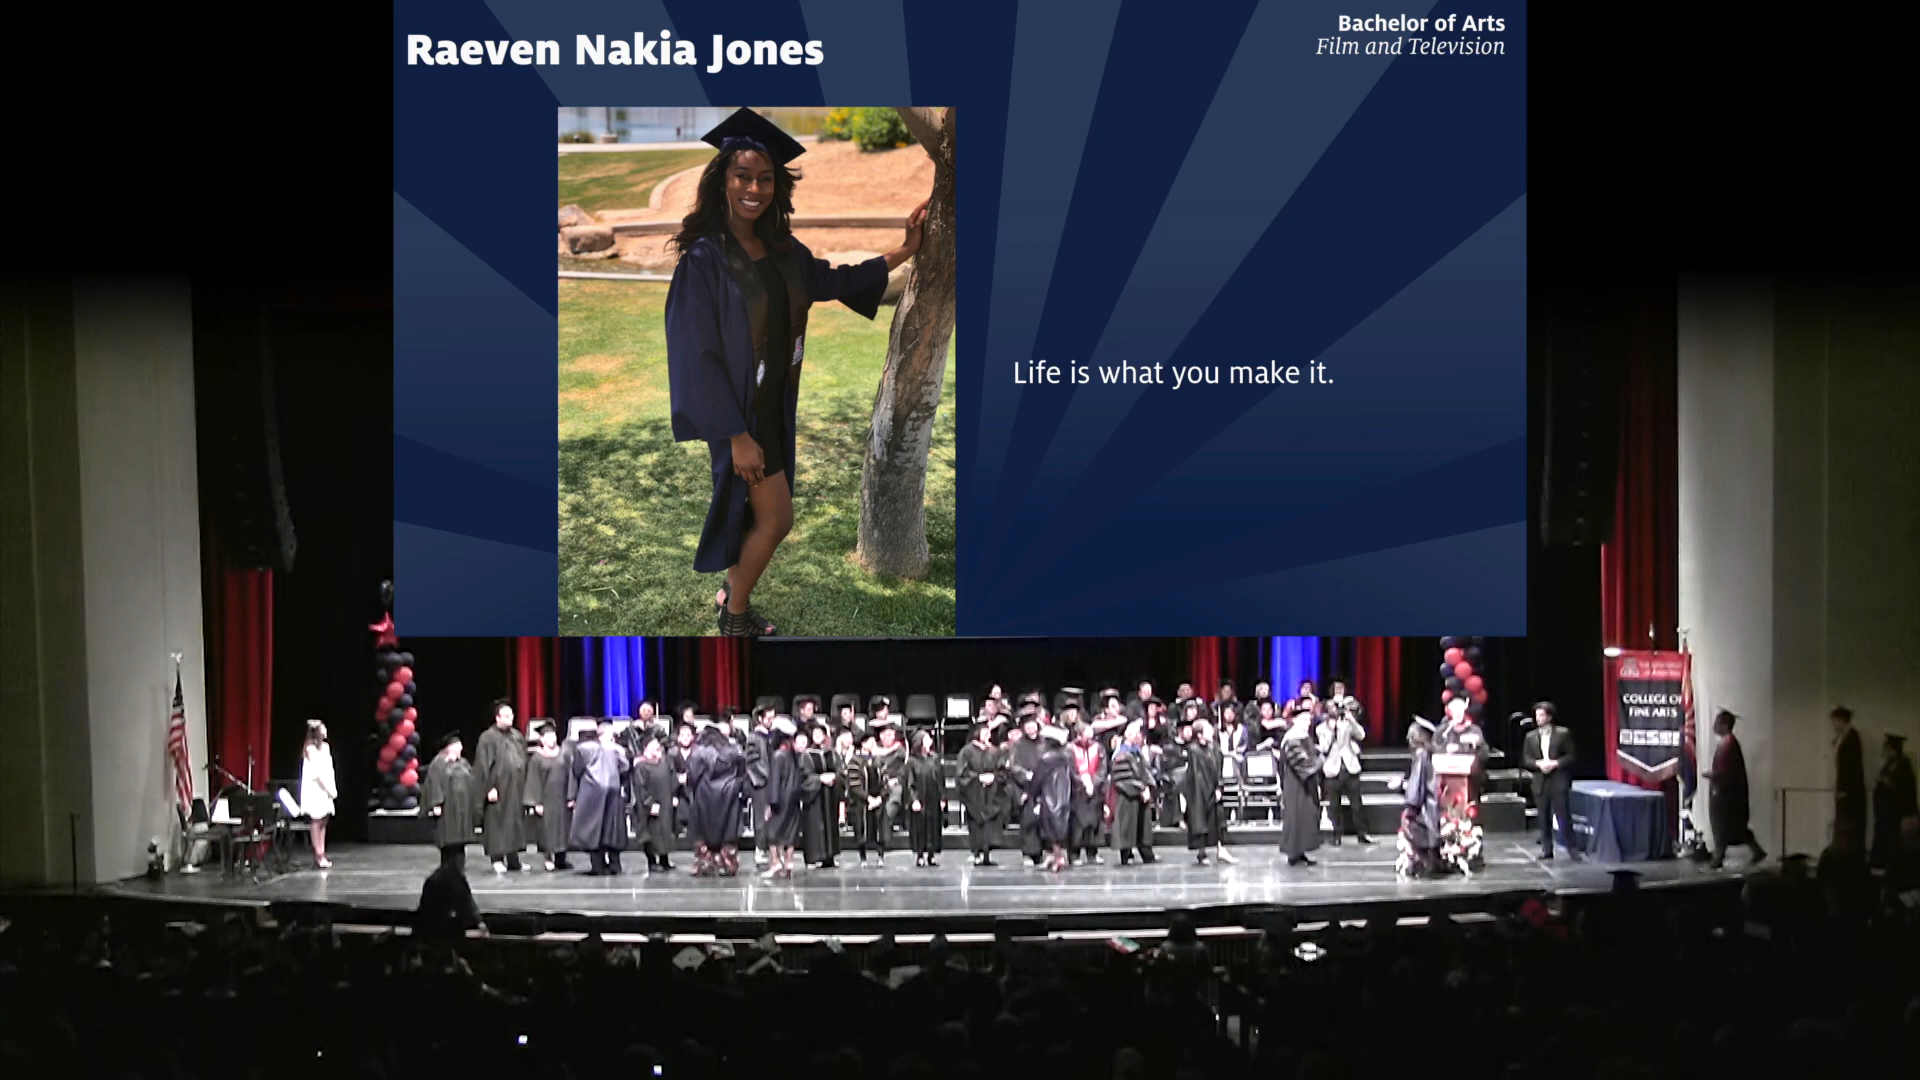 Raeven Nakia Jones
Bachelor of Arts
Film and Television
Life is what you make it.
COLLEGE OF
FINE ARTS